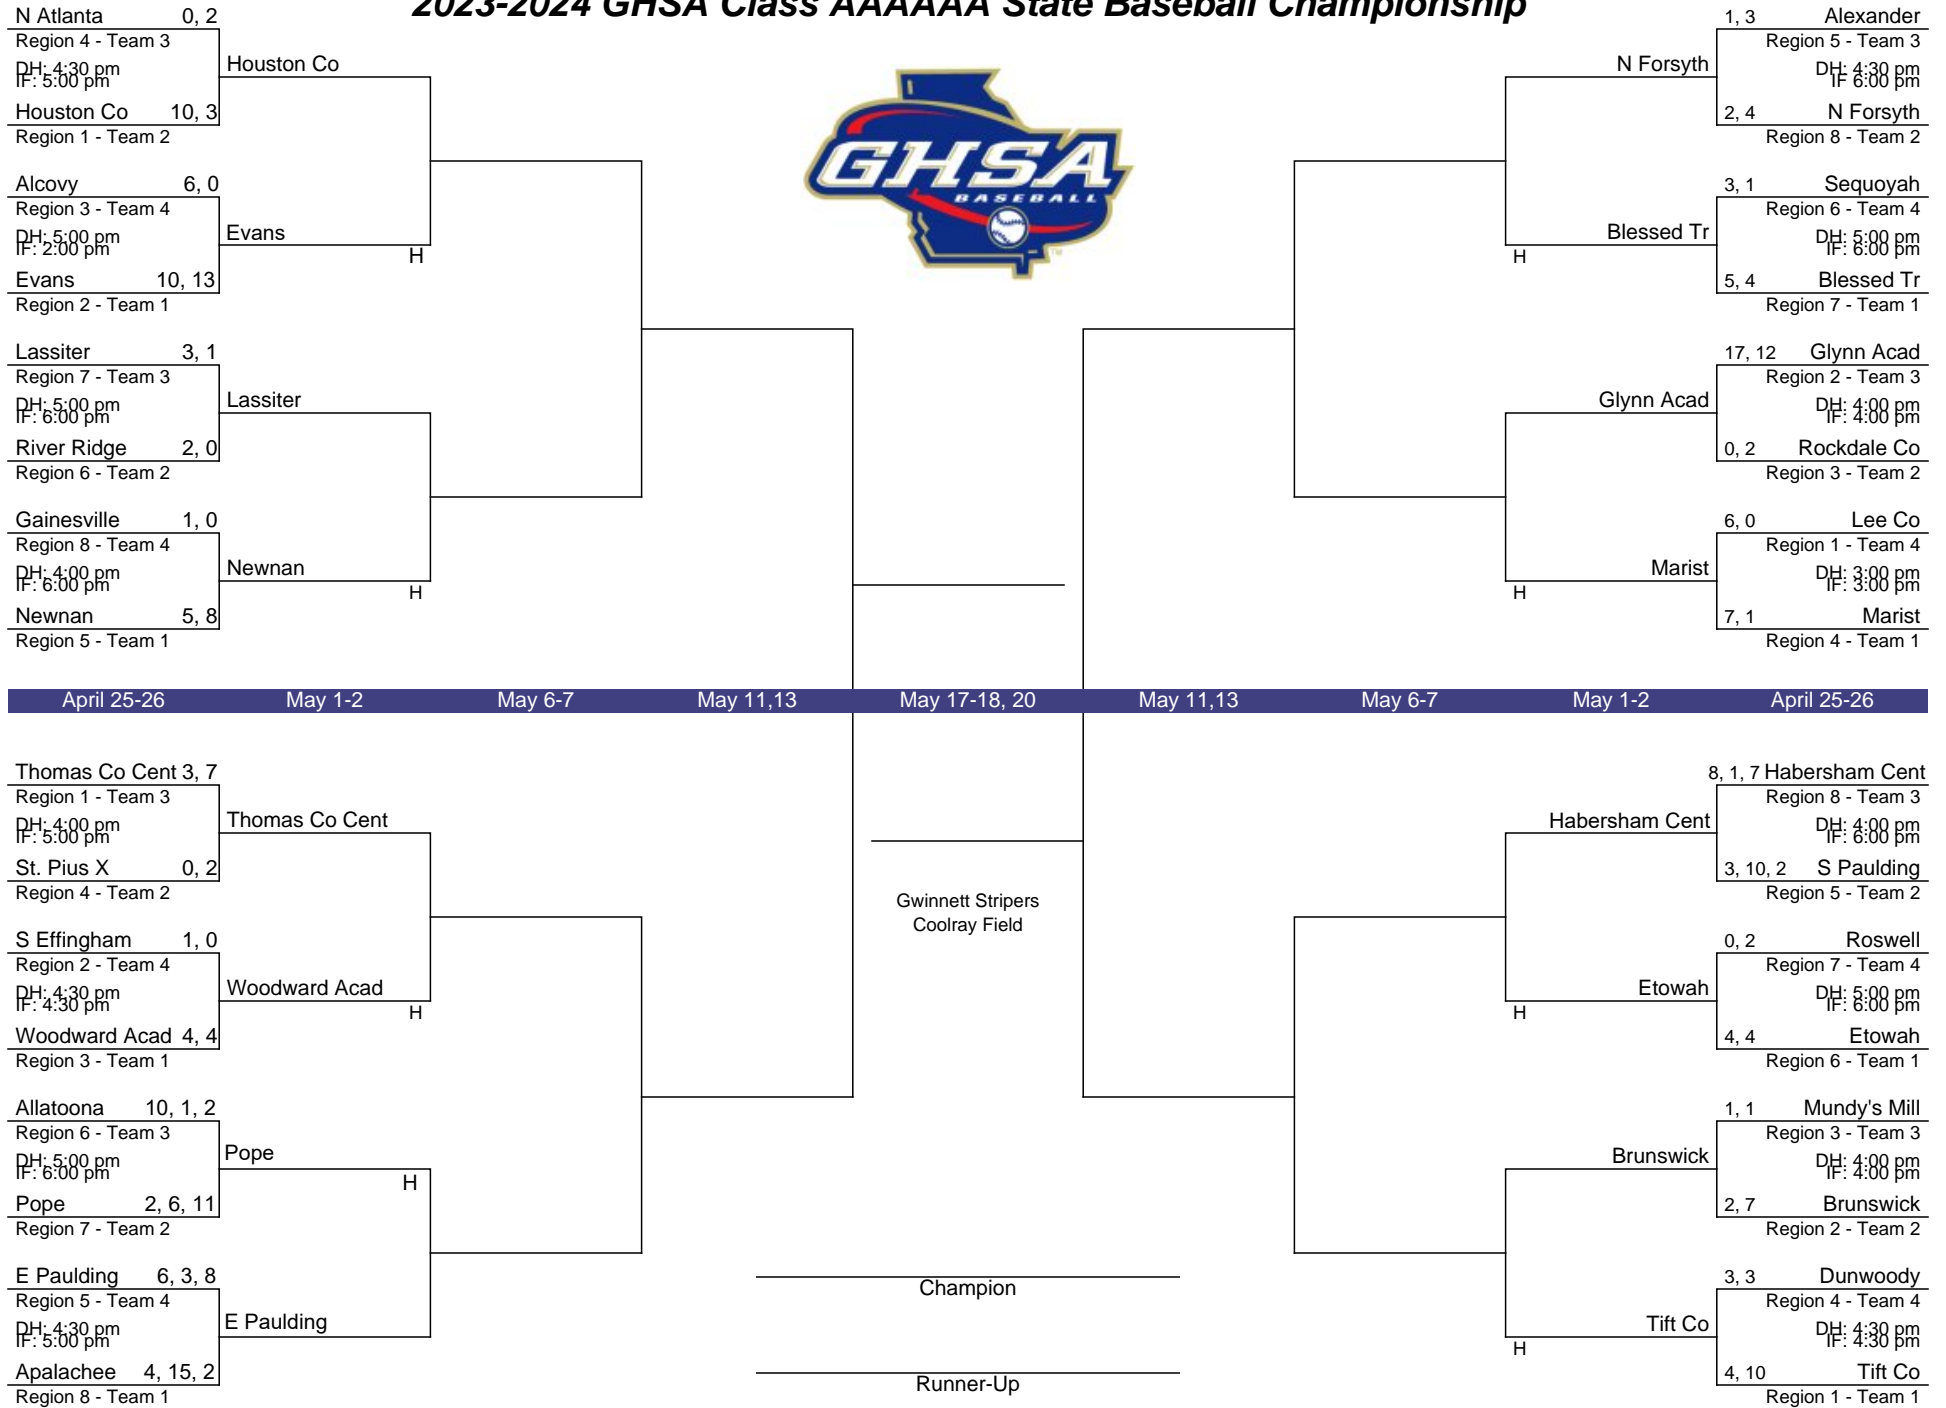 2023-2024 GHSA Class AAAAAA State Baseball Championship
N Atlanta 0, 2
Region 4 - Team 3
DH: 4:30 pm
IF: 5:00 pm
Houston Co 10, 3
Region 1 - Team 2
Houston Co
Alcovy 6, 0
Region 3 - Team 4
DH: 5:00 pm
IF: 2:00 pm
Evans 10, 13
Region 2 - Team 1
Evans
H
Lassiter 3, 1
Region 7 - Team 3
DH: 5:00 pm
IF: 6:00 pm
River Ridge 2, 0
Region 6 - Team 2
Lassiter
Gainesville 1, 0
Region 8 - Team 4
DH: 4:00 pm
IF: 6:00 pm
Newnan 5, 8
Region 5 - Team 1
Newnan
H
GHSA
BASEBALL
TM
1, 3 Alexander
Region 5 - Team 3
DH: 4:30 pm
IF 6:00 pm
2, 4 N Forsyth
Region 8 - Team 2
N Forsyth
3, 1 Sequoyah
Region 6 - Team 4
DH: 5:00 pm
IF: 6:00 pm
5, 4 Blessed Tr
Region 7 - Team 1
Blessed Tr
H
17, 12 Glynn Acad
Region 2 - Team 3
DH: 4:00 pm
IF: 4:00 pm
0, 2 Rockdale Co
Region 3 - Team 2
Glynn Acad
6, 0 Lee Co
Region 1 - Team 4
DH: 3:00 pm
IF: 3:00 pm
7, 1 Marist
Region 4 - Team 1
Marist
H
April 25-26 May 1-2 May 6-7 May 11,13 May 17-18, 20 May 11,13 May 6-7 May 1-2 April 25-26
Thomas Co Cent 3, 7
Region 1 - Team 3
DH: 4:00 pm
IF: 5:00 pm
St. Pius X 0, 2
Region 4 - Team 2
Thomas Co Cent
S Effingham 1, 0
Region 2 - Team 4
DH: 4:30 pm
IF: 4:30 pm
Woodward Acad 4, 4
Region 3 - Team 1
Woodward Acad
H
Allatoona 10, 1, 2
Region 6 - Team 3
DH: 5:00 pm
IF: 6:00 pm
Pope 2, 6, 11
Region 7 - Team 2
Pope
H
E Paulding 6, 3, 8
Region 5 - Team 4
DH: 4:30 pm
IF: 5:00 pm
Apalachee 4, 15, 2
Region 8 - Team 1
E Paulding
Gwinnett Stripers
Coolray Field
Champion
Runner-Up
8, 1, 7 Habersham Cent
Region 8 - Team 3
DH: 4:00 pm
IF: 6:00 pm
3, 10, 2 S Paulding
Region 5 - Team 2
Habersham Cent
0, 2 Roswell
Region 7 - Team 4
DH: 5:00 pm
IF: 6:00 pm
4, 4 Etowah
Region 6 - Team 1
Etowah
H
1, 1 Mundy's Mill
Region 3 - Team 3
DH: 4:00 pm
IF: 4:00 pm
2, 7 Brunswick
Region 2 - Team 2
Brunswick
3, 3 Dunwoody
Region 4 - Team 4
DH: 4:30 pm
IF: 4:30 pm
4, 10 Tift Co
Region 1 - Team 1
Tift Co
H